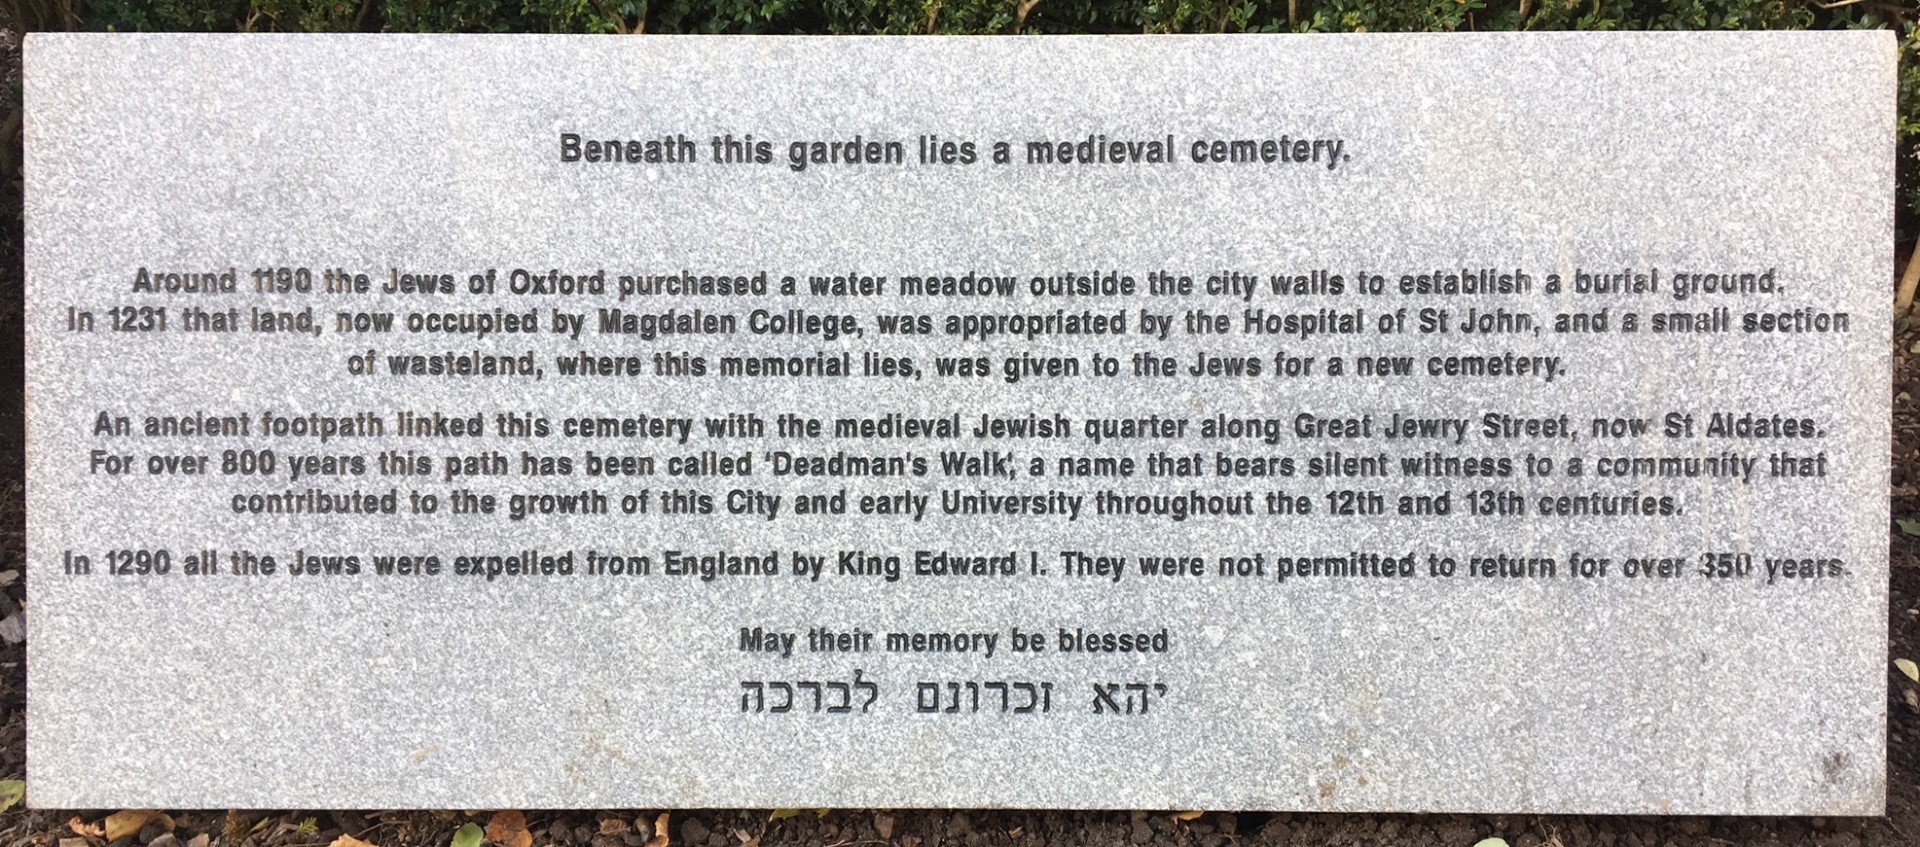 Beneath this garden lies a medieval cemetery.
Around 1190 the Jews of Oxford purchased a water meadow outside the city walls to establish a burial ground.
In 1231 that land, now occupied by Magdalen College, was appropriated by the Hospital of St John, and a small section
of wasteland, where this memorial lies, was given to the Jews for a new cemetery.
An ancient footpath linked this cemetery with the medieval Jewish quarter along Great Jewry Street, now St Aldates.
For over 800 years this path has been called 'Deadman's Walk', a name that bears silent witness to a community that
contributed to the growth of this City and early University throughout the 12th and 13th centuries.
In 1290 all the Jews were expelled from England by King Edward I. They were not permitted to return for over 350 years.
May their memory be blessed
יהא זכרונם לברכה